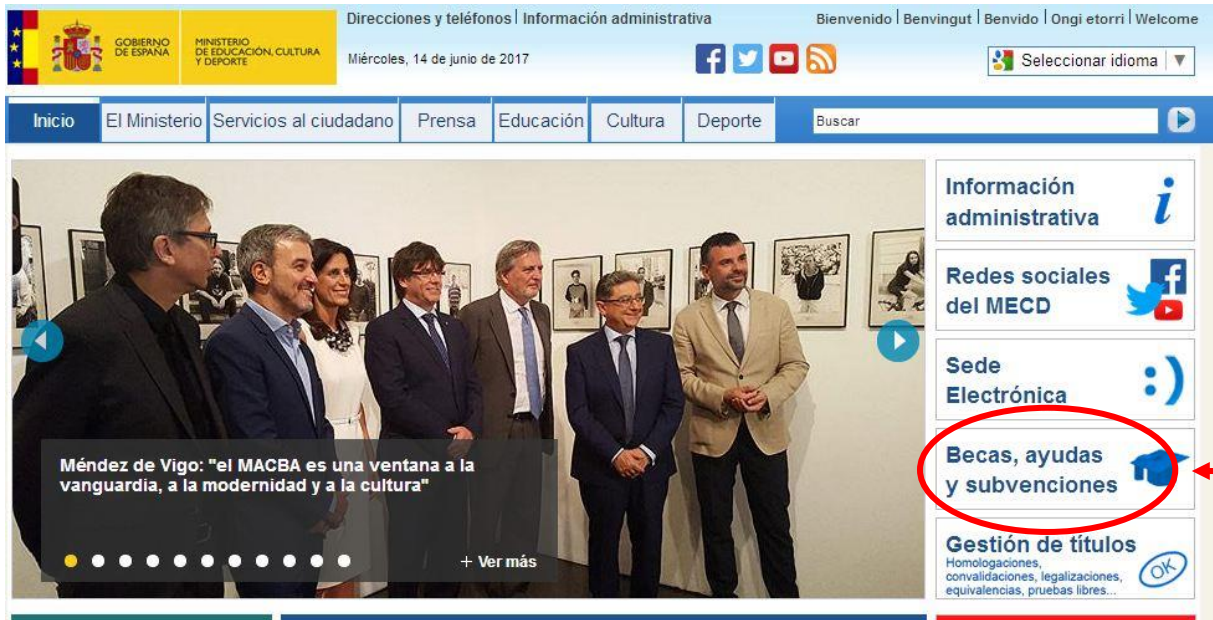 GOBIERNO
DE ESPAÑA
MINISTERIO
DE EDUCACIÓN, CULTURA
Y DEPORTE
Direcciones y teléfonos | Información administrativa
Bienvenido | Benvingut | Benvido | Ongi etorri | Welcome
Miércoles, 14 de junio de 2017
Seleccionar idioma
Inicio
El Ministerio
Servicios al ciudadano
Prensa
Educación
Cultura
Deporte
Buscar
Información
administrativa
Redes sociales
del MECD
Sede
Electrónica
:)
Becas, ayudas
y subvenciones
Gestión de títulos
Homologaciones,
convalidaciones, legalizaciones,
equivalencias, pruebas libres...
OK
Méndez de Vigo: "el MACBA es una ventana a la
vanguardia, a la modernidad y a la cultura"
+ Ver más